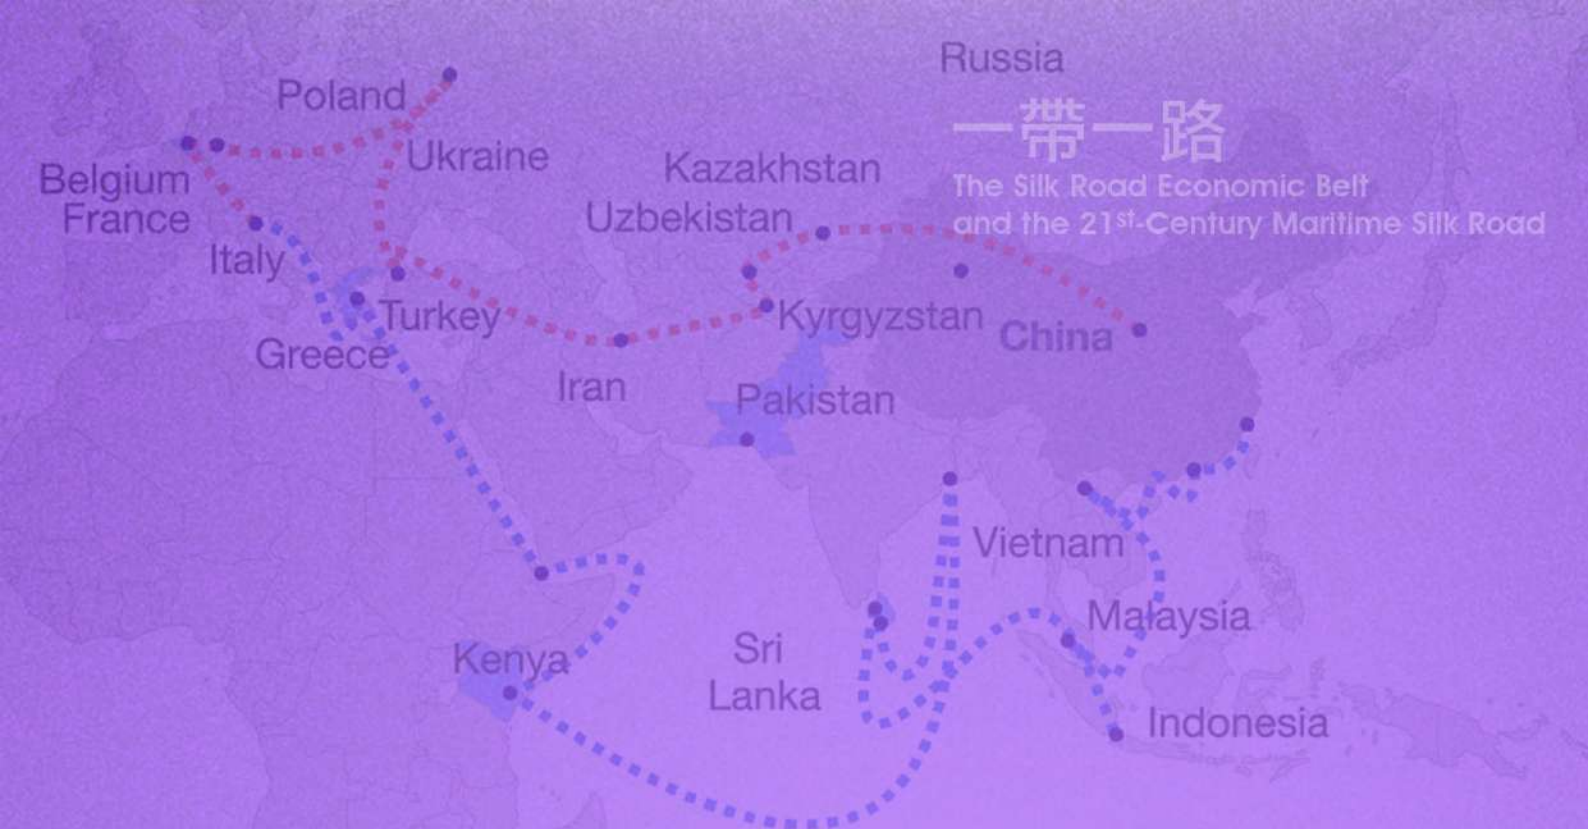 Russia
Poland
一帶一路
Ukraine
Kazakhstan
Belgium
The Silk Road Economic Belt
France
Uzbekistan
and the 21st-Century Maritime Silk Road
Italy
Turkey
Kyrgyzstan
China
Greece
Iran
Pakistan
Vietnam
Malaysia
Kenya
Sri
Lanka
Indonesia